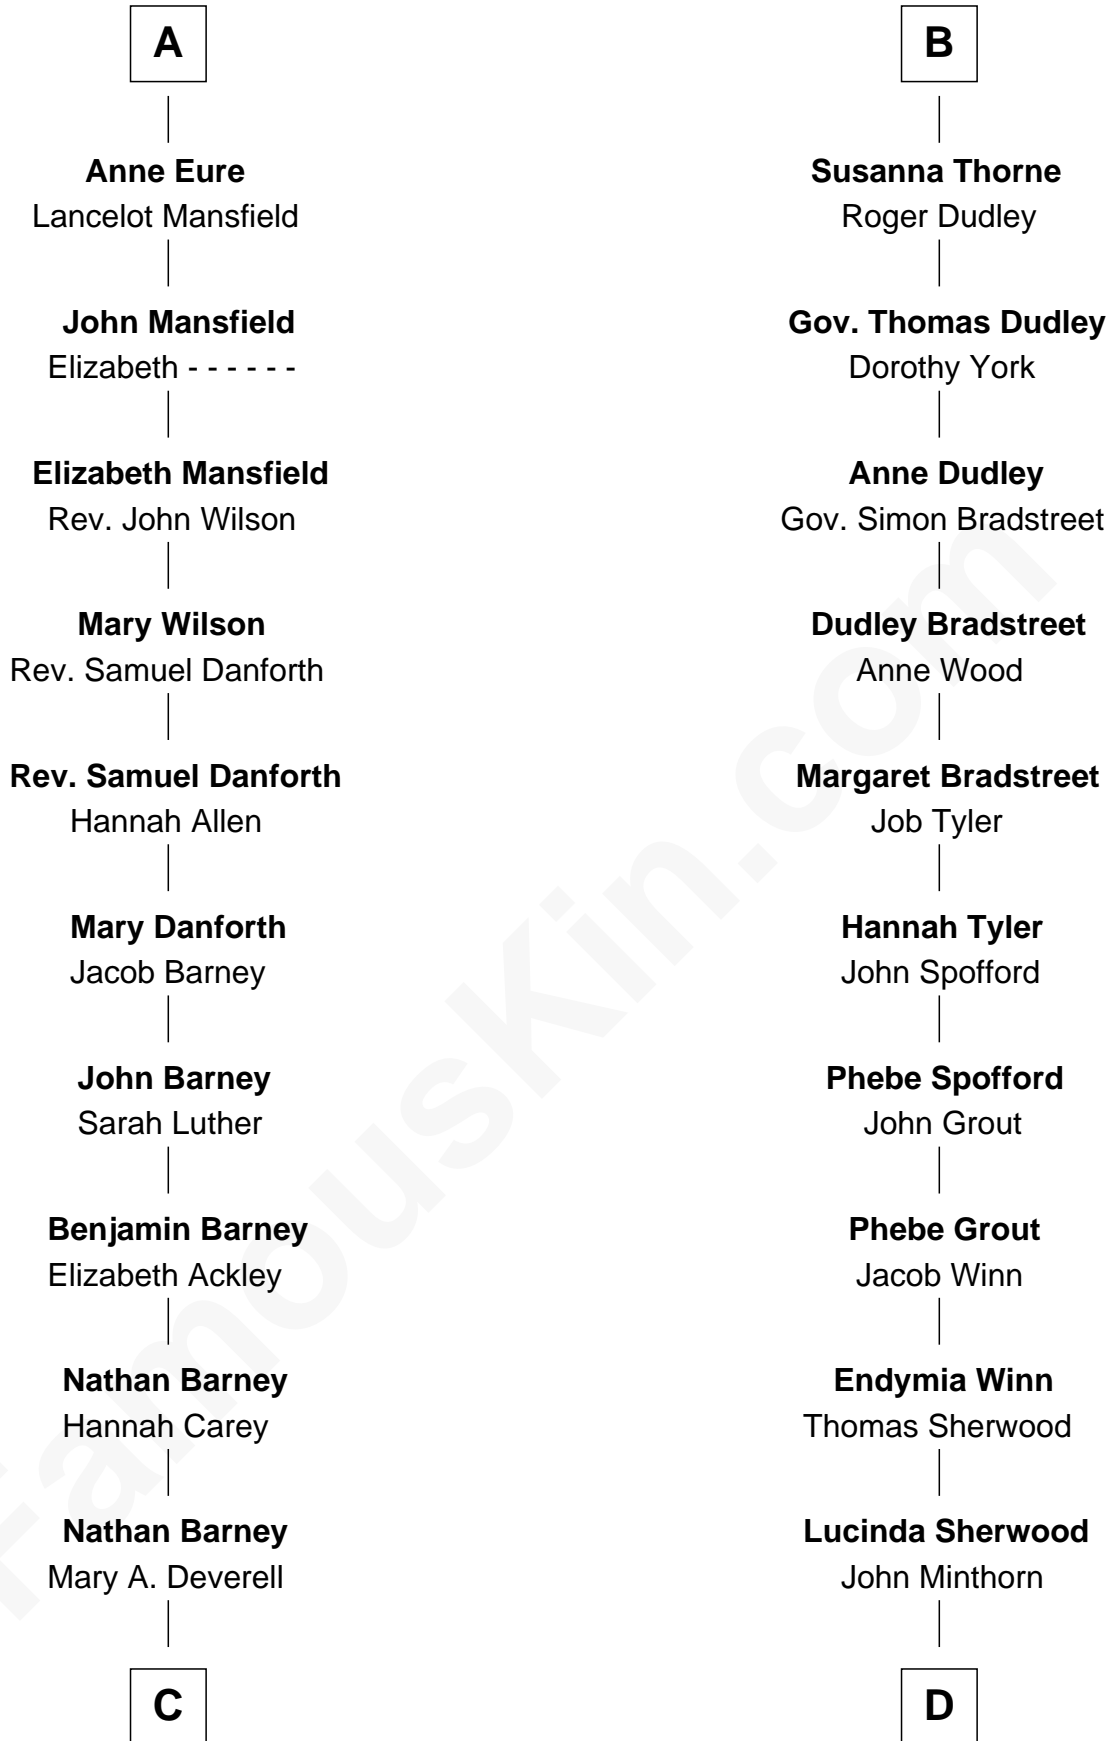 A
Anne Eure
Lancelot Mansfield
John Mansfield
Elizabeth - - - - - -
Elizabeth Mansfield
Rev. John Wilson
Mary Wilson
Rev. Samuel Danforth
Rev. Samuel Danforth
Hannah Allen
Mary Danforth
Jacob Barney
John Barney
Sarah Luther
Benjamin Barney
Elizabeth Ackley
Nathan Barney
Hannah Carey
Nathan Barney
Mary A. Deverell
C
B
Susanna Thorne
Roger Dudley
Gov. Thomas Dudley
Dorothy York
Anne Dudley
Gov. Simon Bradstreet
Dudley Bradstreet
Anne Wood
Margaret Bradstreet
Job Tyler
Hannah Tyler
John Spofford
Phebe Spofford
John Grout
Phebe Grout
Jacob Winn
Endymia Winn
Thomas Sherwood
Lucinda Sherwood
John Minthorn
D
FamousKin.com